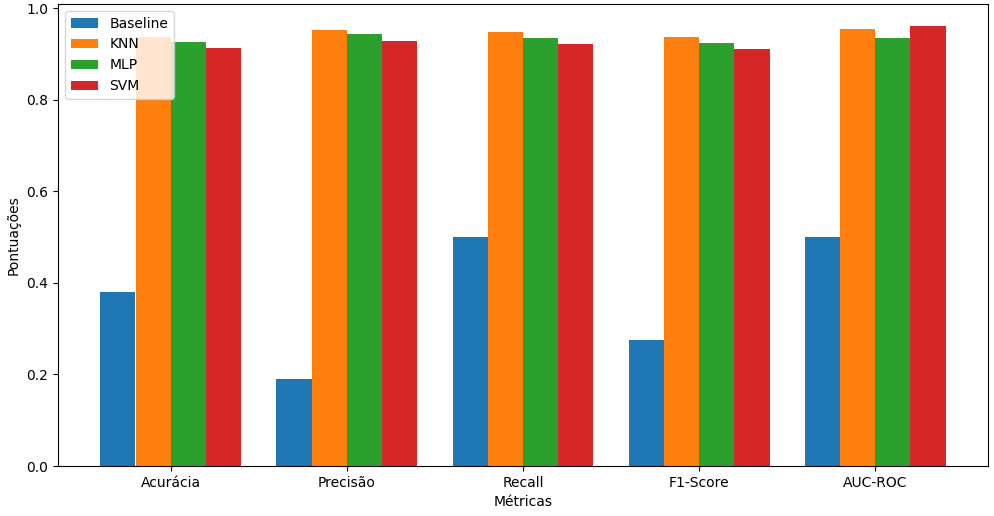 Baseline
KNN
MLP
SVM
1.0
0.8
0.6
0.4
0.2
0.0
Pontuações
Acurácia
Precisão
Recall
F1-Score
AUC-ROC
Métricas